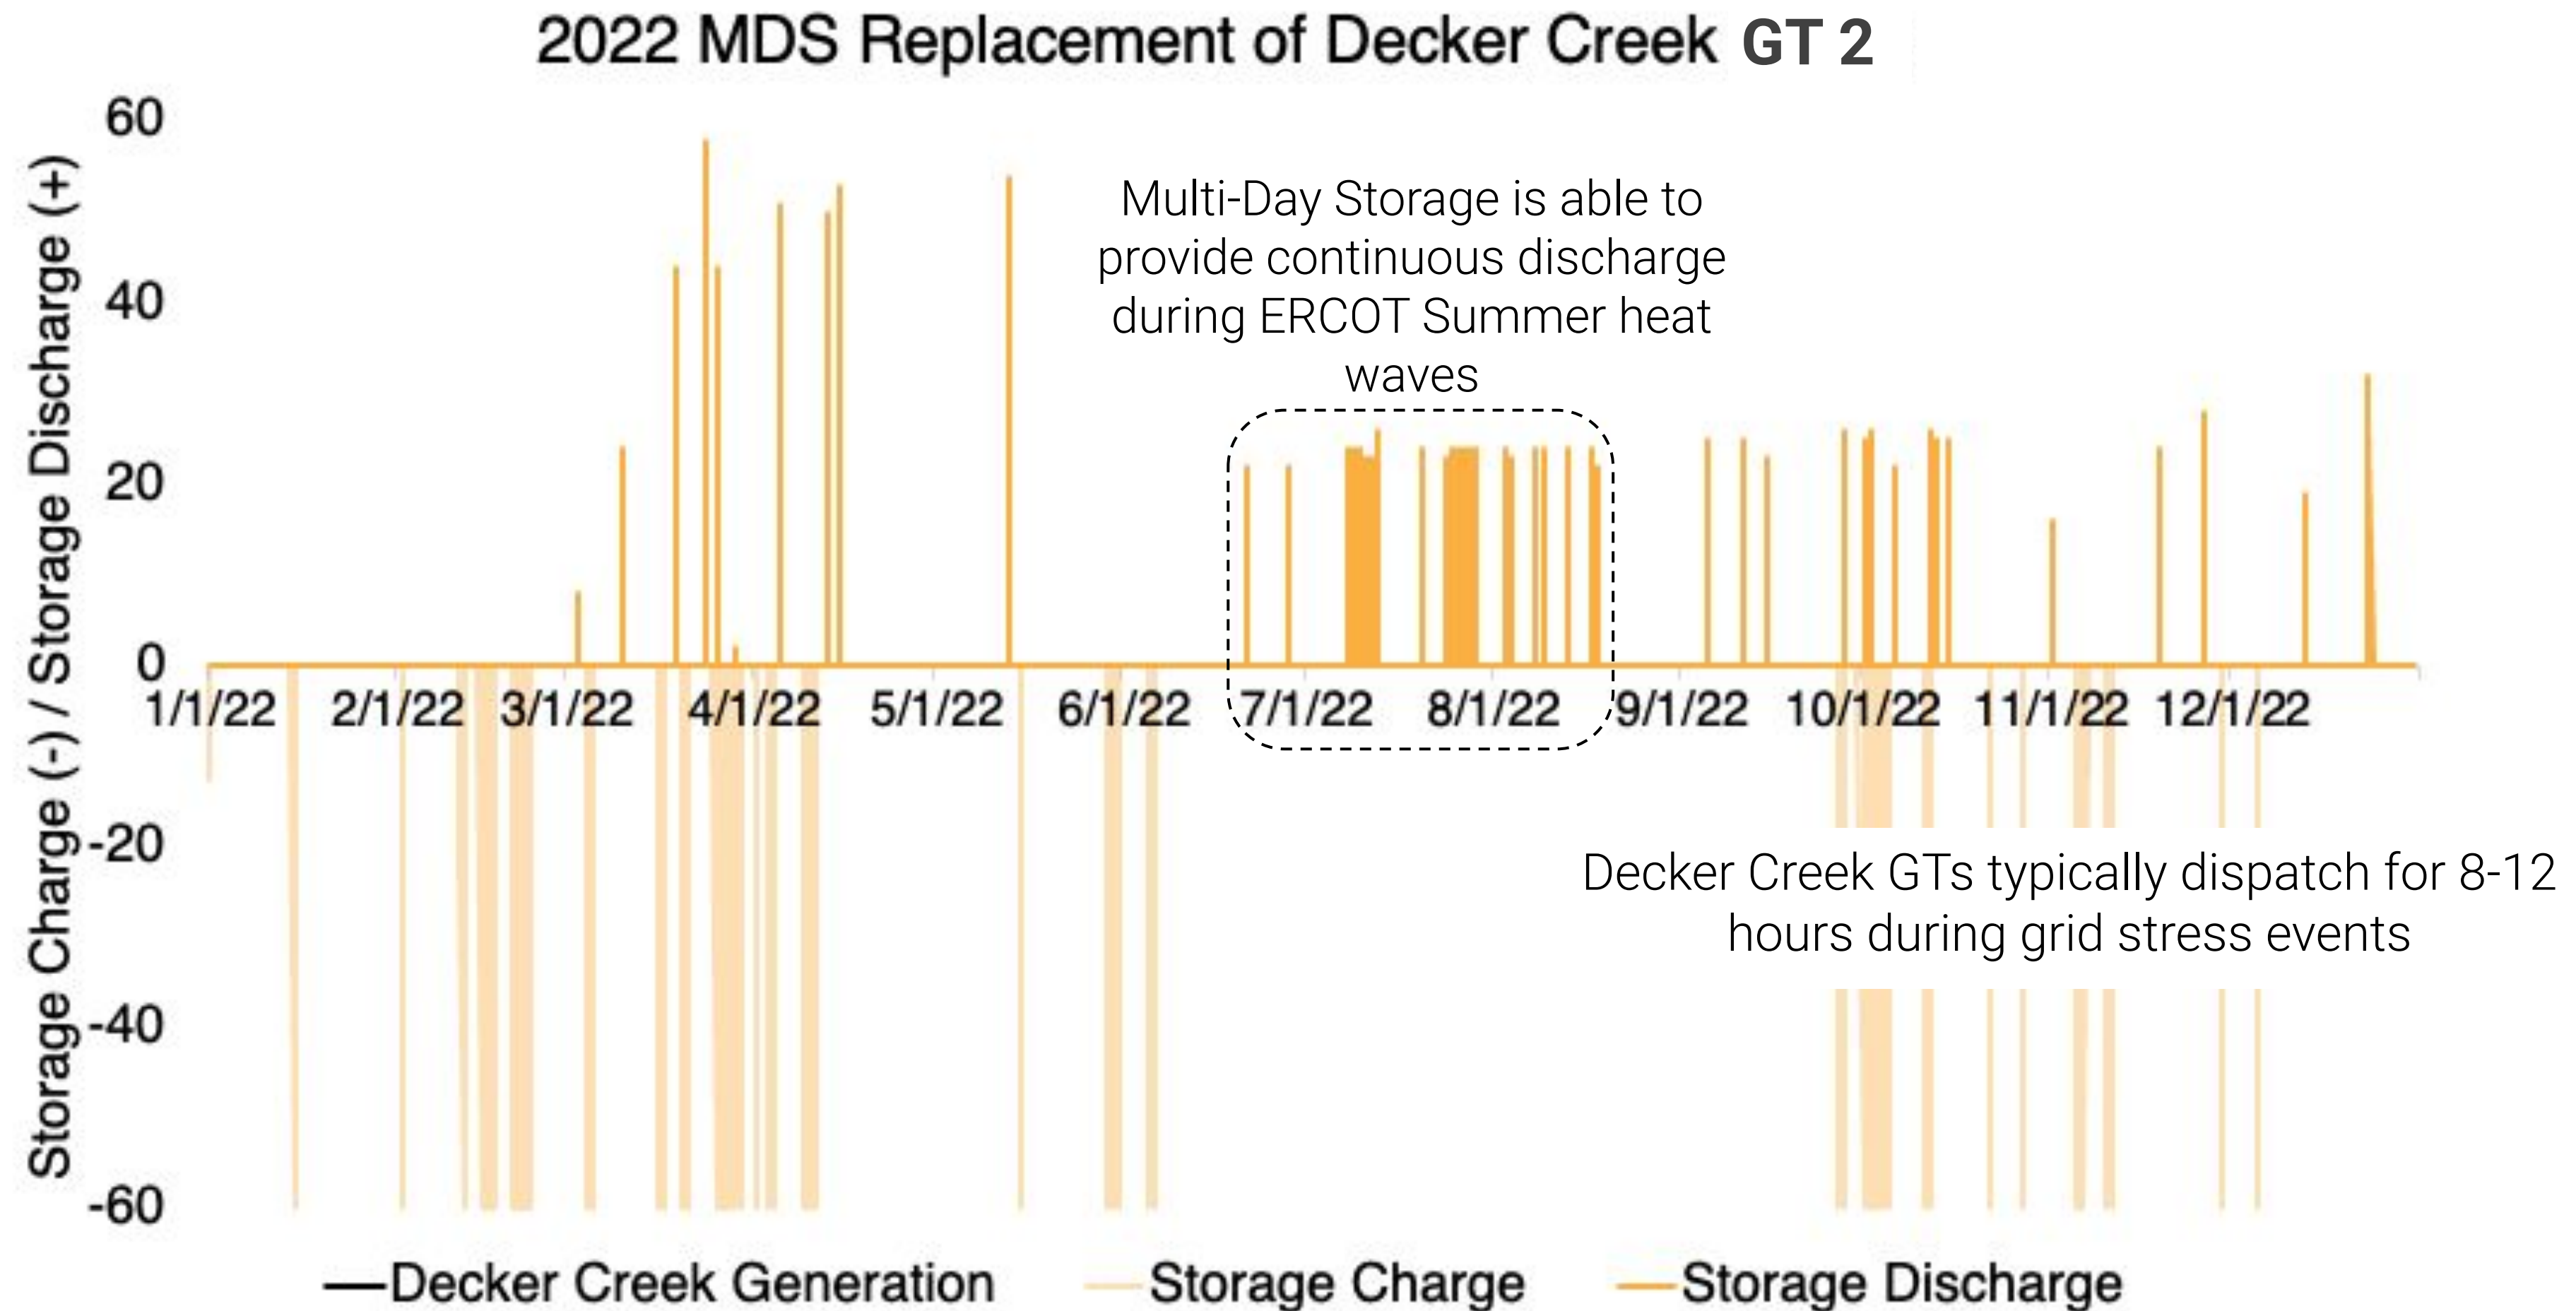 2022 MDS Replacement of Decker Creek GT 2
Storage Charge (-) / Storage Discharge (+)
60
40
20
0
-20
-40
-60
Multi-Day Storage is able to
provide continuous discharge
during ERCOT Summer heat
waves
1/1/22 2/1/22 3/1/22 4/1/22 5/1/22 6/1/22 7/1/22 8/1/22 9/1/22 10/1/22 11/1/22 12/1/22
Decker Creek GTs typically dispatch for 8-12
hours during grid stress events
Decker Creek Generation Storage Charge Storage Discharge